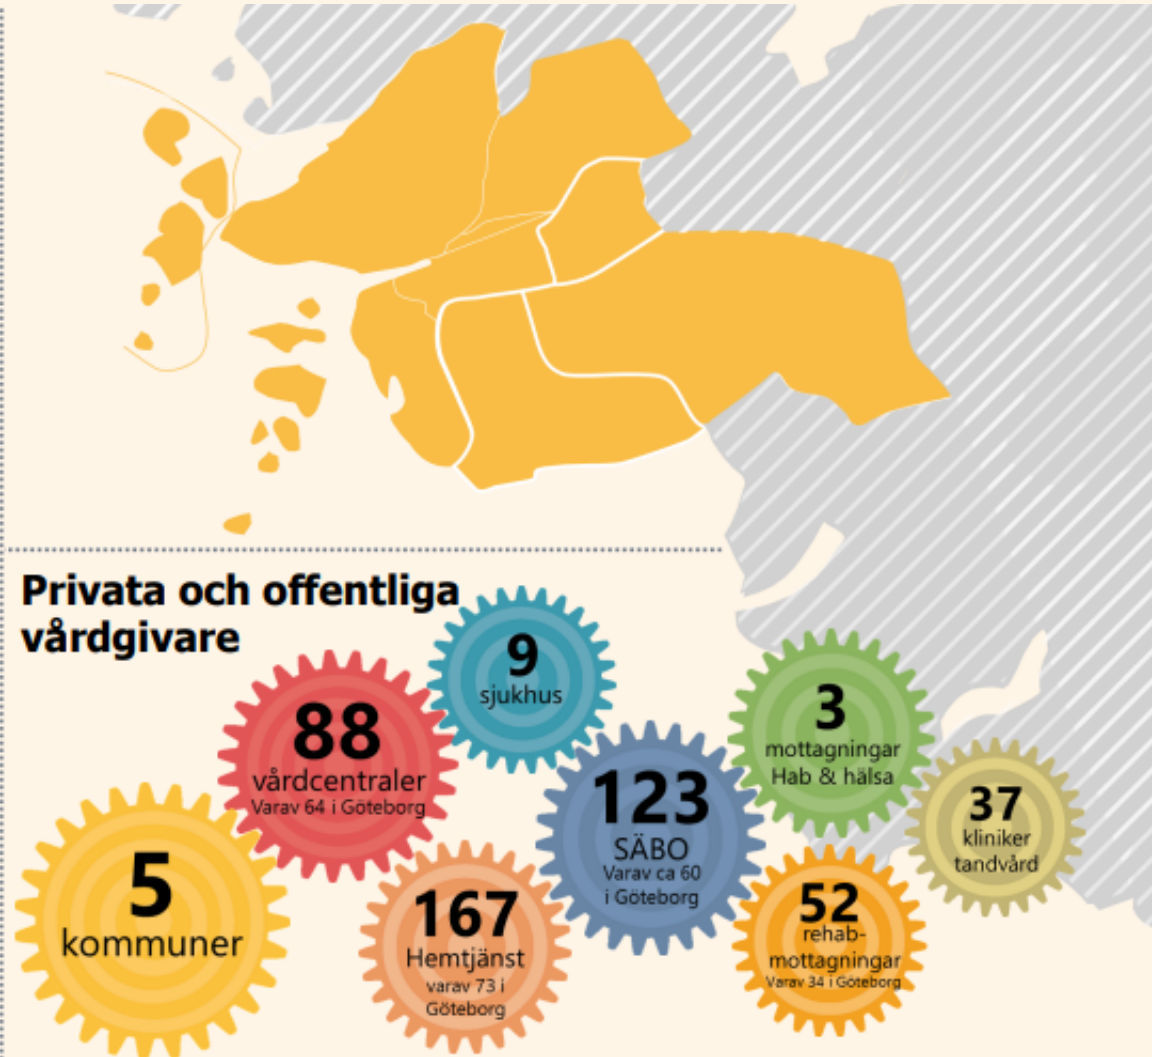 Privata och offentliga
vårdgivare
9
sjukhus
88
vårdcentraler
Varav 64 i Göteborg
3
mottagningar
Hab & hälsa
123
SÄBO
Varav ca 60
i Göteborg
37
kliniker
tandvård
5
kommuner
167
Hemtjänst
varav 73 i
Göteborg
52
rehab-
mottagningar
Varav 34 i Göteborg